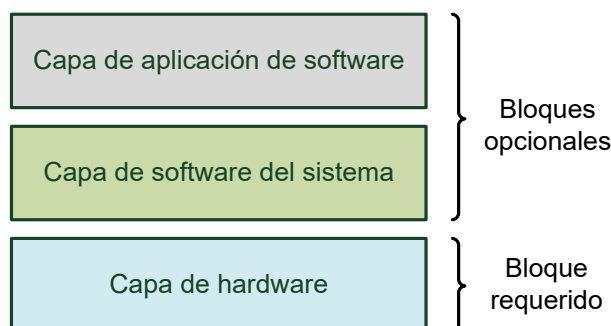 Capa de aplicación de software
Bloques
opcionales
Capa de software del sistema
Capa de hardware
Bloque
requerido